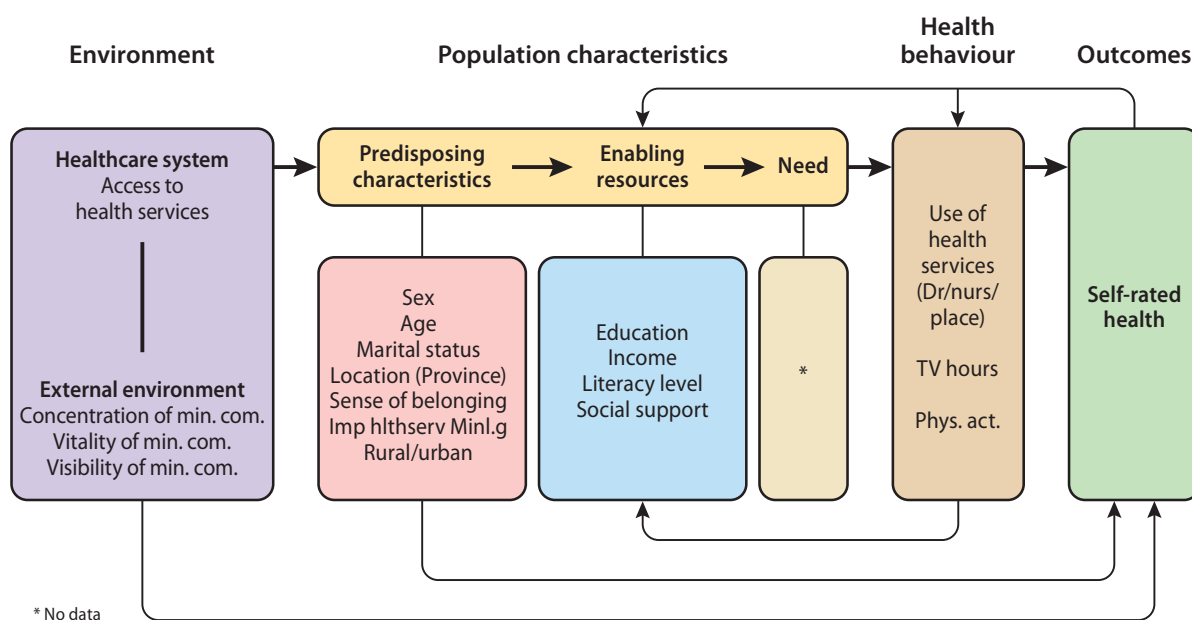 Environment
Population characteristics
Health
behaviour
Outcomes
Healthcare system
Access to
health services
External environment
Concentration of min. com.
Vitality of min. com.
Visibility of min. com.
Predisposing
characteristics
Enabling
resources
Need
Sex
Age
Marital status
Location (Province)
Sense of belonging
Imp hlthserv Minl.g
Rural/urban
Education
Income
Literacy level
Social support
*
Use of
health
services
(Dr/nurs/
place)
TV hours
Phys. act.
Self-rated
health
* No data